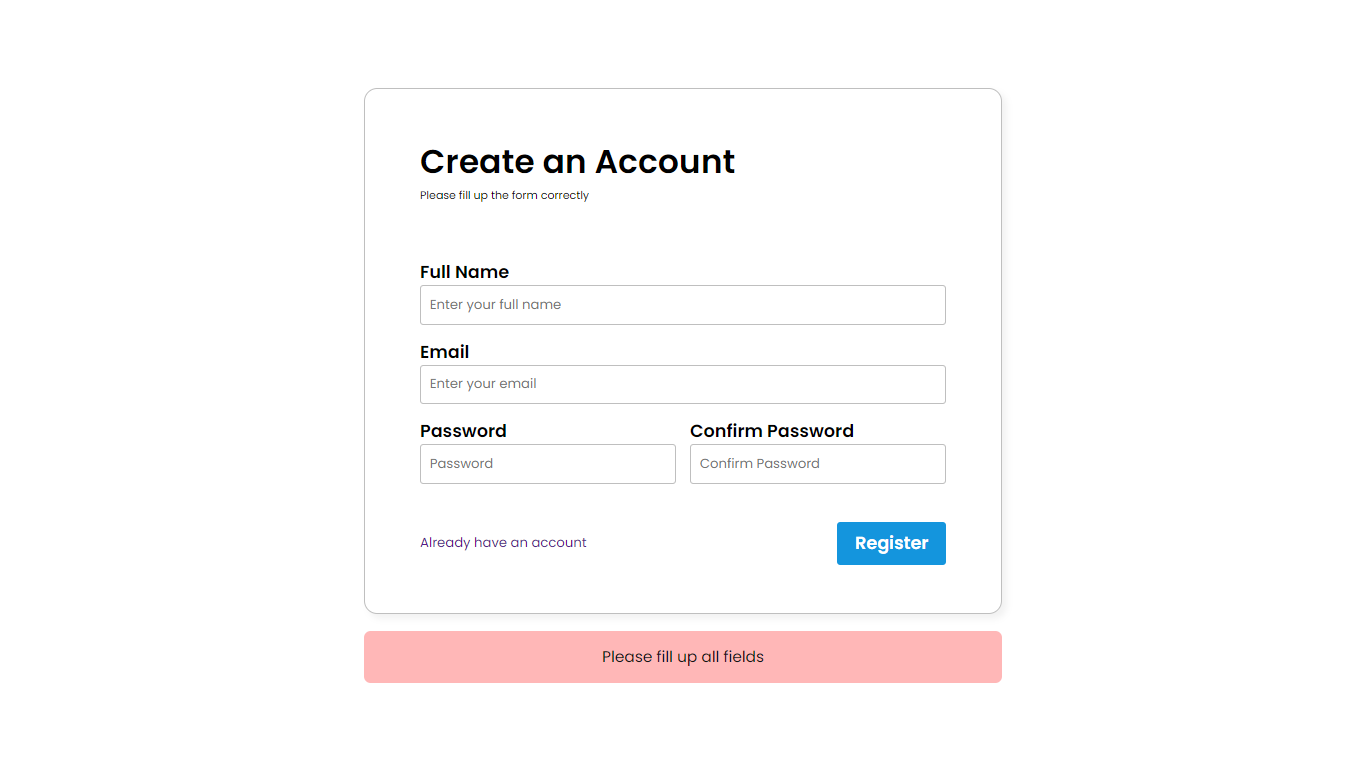 Create an Account
Please fill up the form correctly
Full Name
Enter your full name
Email
Enter your email
Password Confirm Password
Password Confirm Password
Already have an account Register
Please fill up all fields